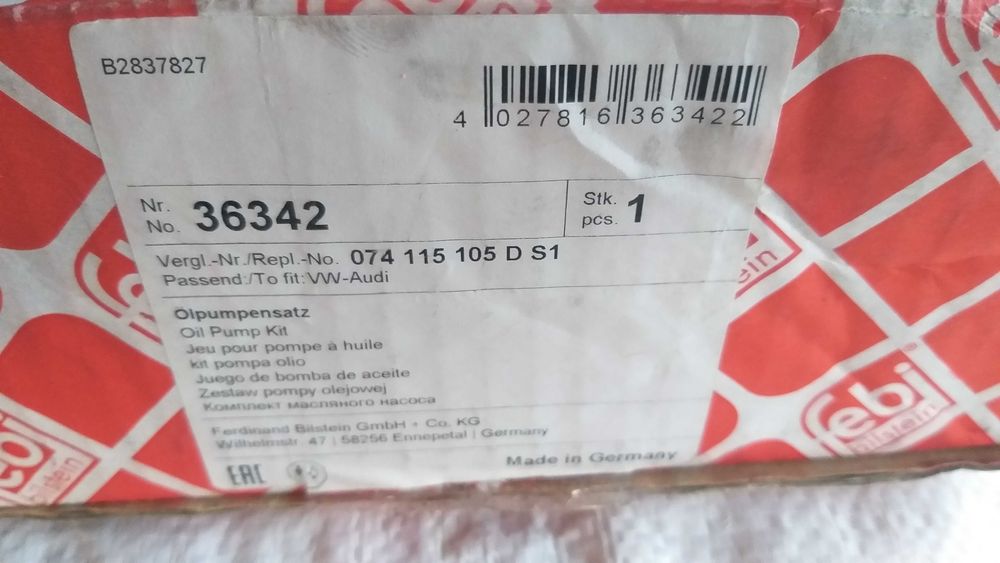 B2837827
4 027816 363422
Nr.
No. 36342
Stk.
pcs. 1
Vergl.-Nr./Repl.-No. 074 115 105 D S1
Passend:/To fit: VW-Audi
Ölpumpensatz
Oil Pump Kit
Jeu pour pompe à huile
kit pompa olio
Juego de bomba de aceite
Zestaw pompy olejowej
Комплект масляного насоса
Ferdinand Bilstein GmbH + Co. KG
Wilhelmstr. 47 | 58256 Ennepetal | Germany
EAC
Made in Germany
febi
bilstein